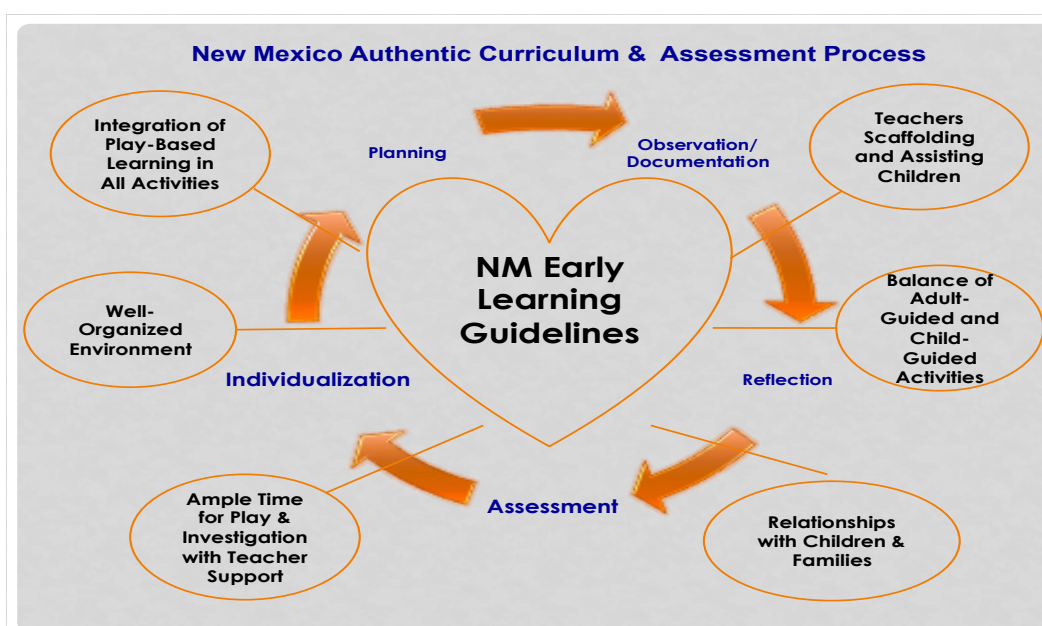 New Mexico Authentic Curriculum & Assessment Process
Integration of
Play-Based
Learning in
All Activities
Planning
Observation/
Documentation
Teachers
Scaffolding
and Assisting
Children
NM Early
Learning
Guidelines
Well-
Organized
Environment
Balance of
Adult-
Guided and
Child-
Guided
Activities
Individualization
Reflection
Ample Time
for Play &
Investigation
with Teacher
Support
Assessment
Relationships
with Children &
Families